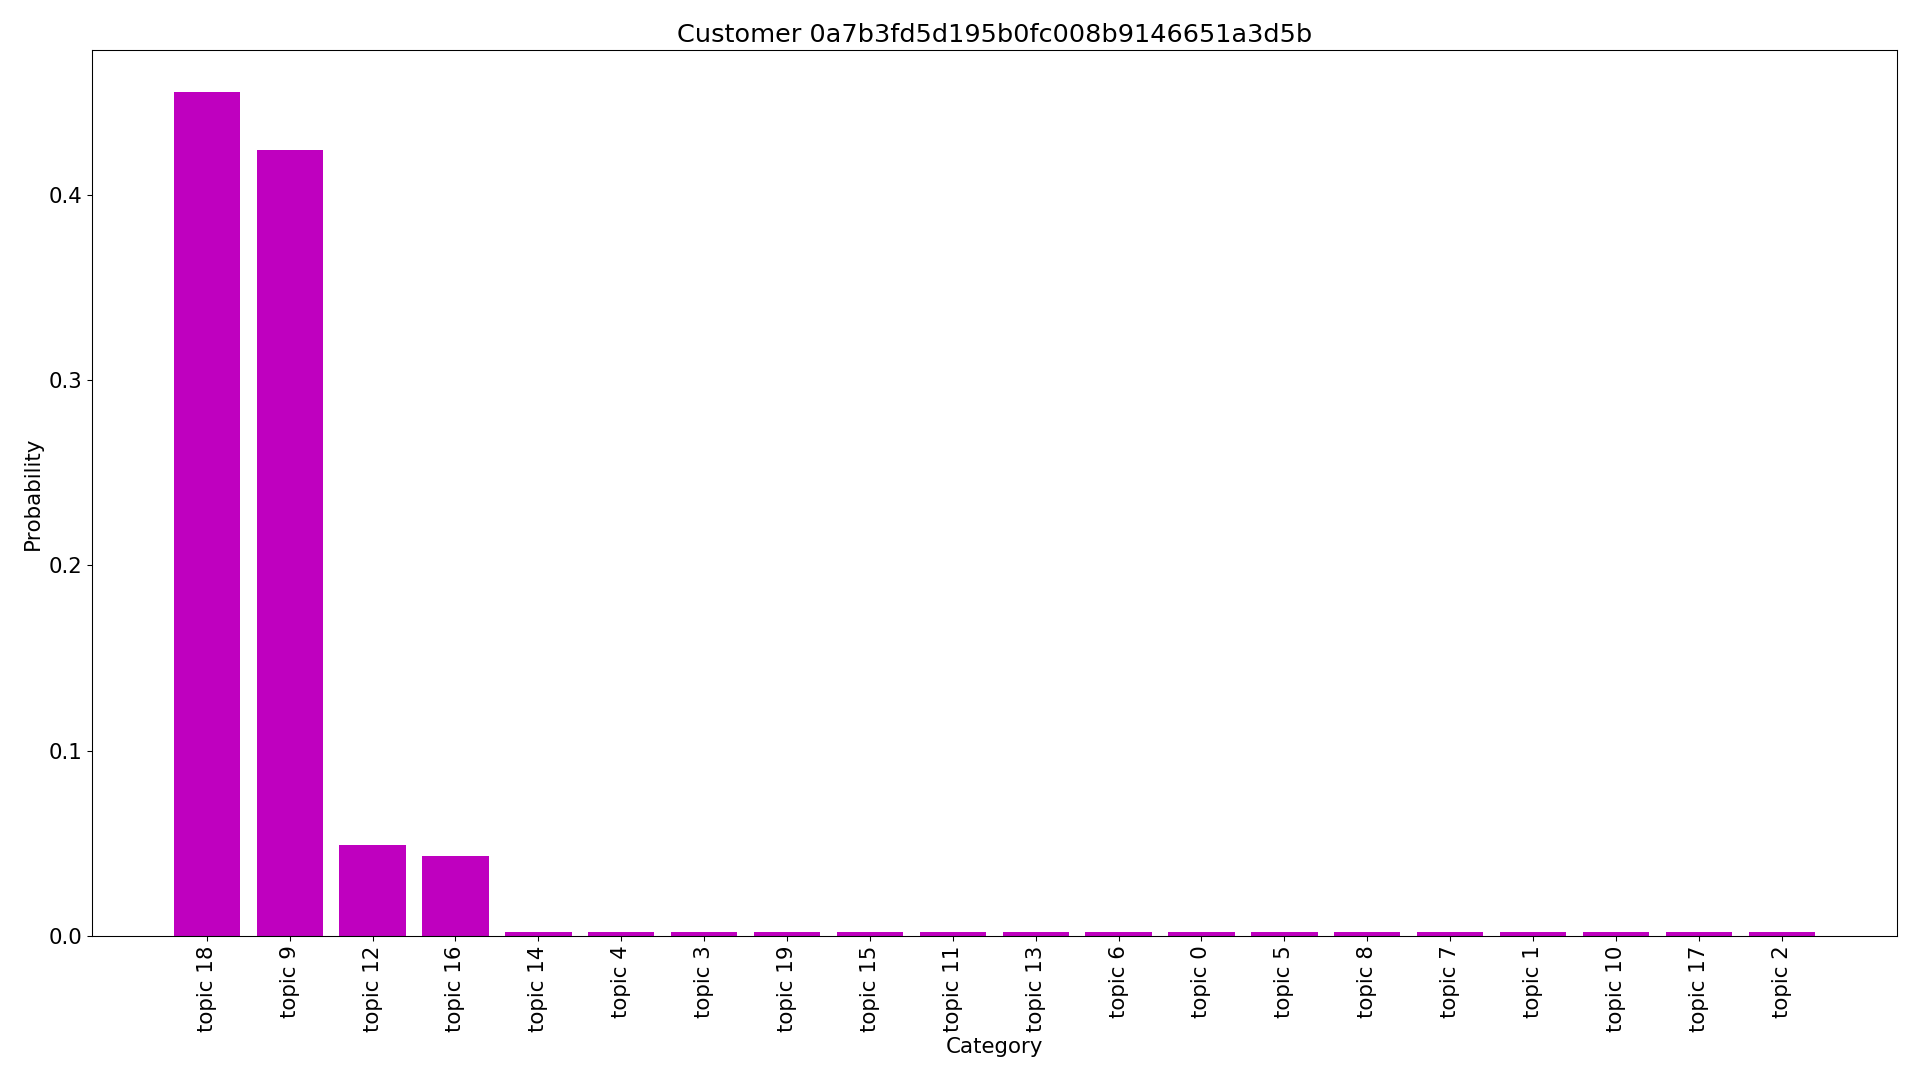 Customer 0a7b3fd5d195b0fc008b9146651a3d5b
Probability
0.4
0.3
0.2
0.1
0.0
topic 18
topic 9
topic 12
topic 16
topic 14
topic 4
topic 3
topic 19
topic 15
topic 11
topic 13
topic 6
topic 0
topic 5
topic 8
topic 7
topic 1
topic 10
topic 17
topic 2
Category